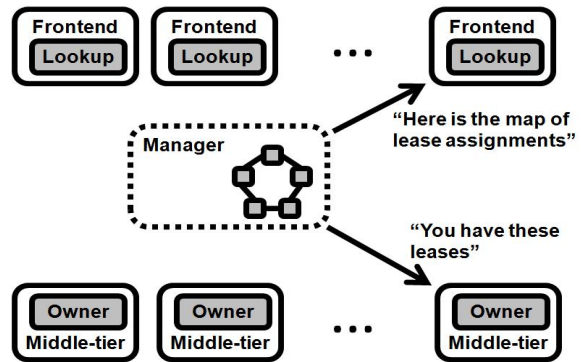 Frontend
Lookup
Frontend
Lookup
...
Frontend
Lookup
Manager
“Here is the map of
lease assignments”
“You have these
leases”
Owner
Middle-tier
Owner
Middle-tier
...
Owner
Middle-tier